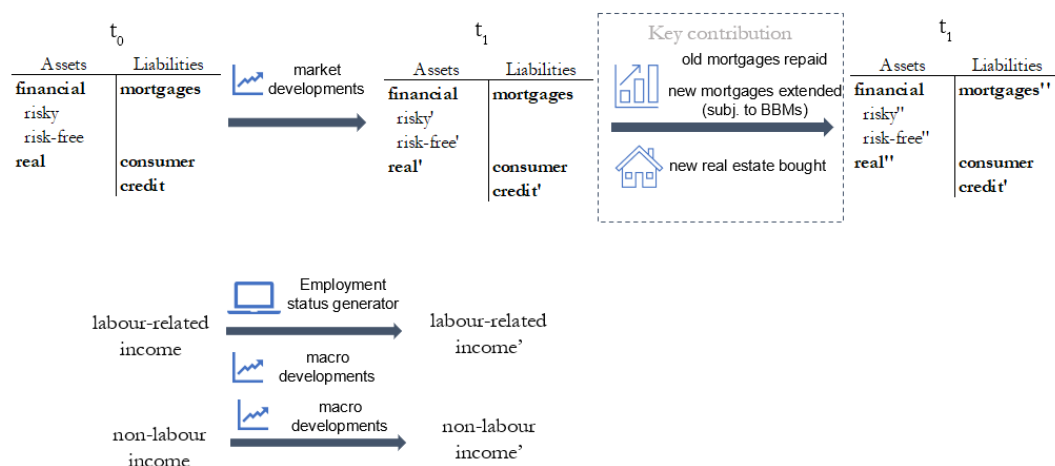 t0
Assets Liabilities
financial mortgages
risky
risk-free
real consumer
credit
market
developments
t1
Assets Liabilities
financial mortgages
risky'
risk-free'
real' consumer
credit'
Key contribution
old mortgages repaid
new mortgages extended
(subj. to BBMs)
new real estate bought
t1
Assets Liabilities
financial mortgages''
risky''
risk-free''
real'' consumer
credit'
Employment
status generator
labour-related
income
macro
developments
labour-related
income’
non-labour
income
macro
developments
non-labour
income’